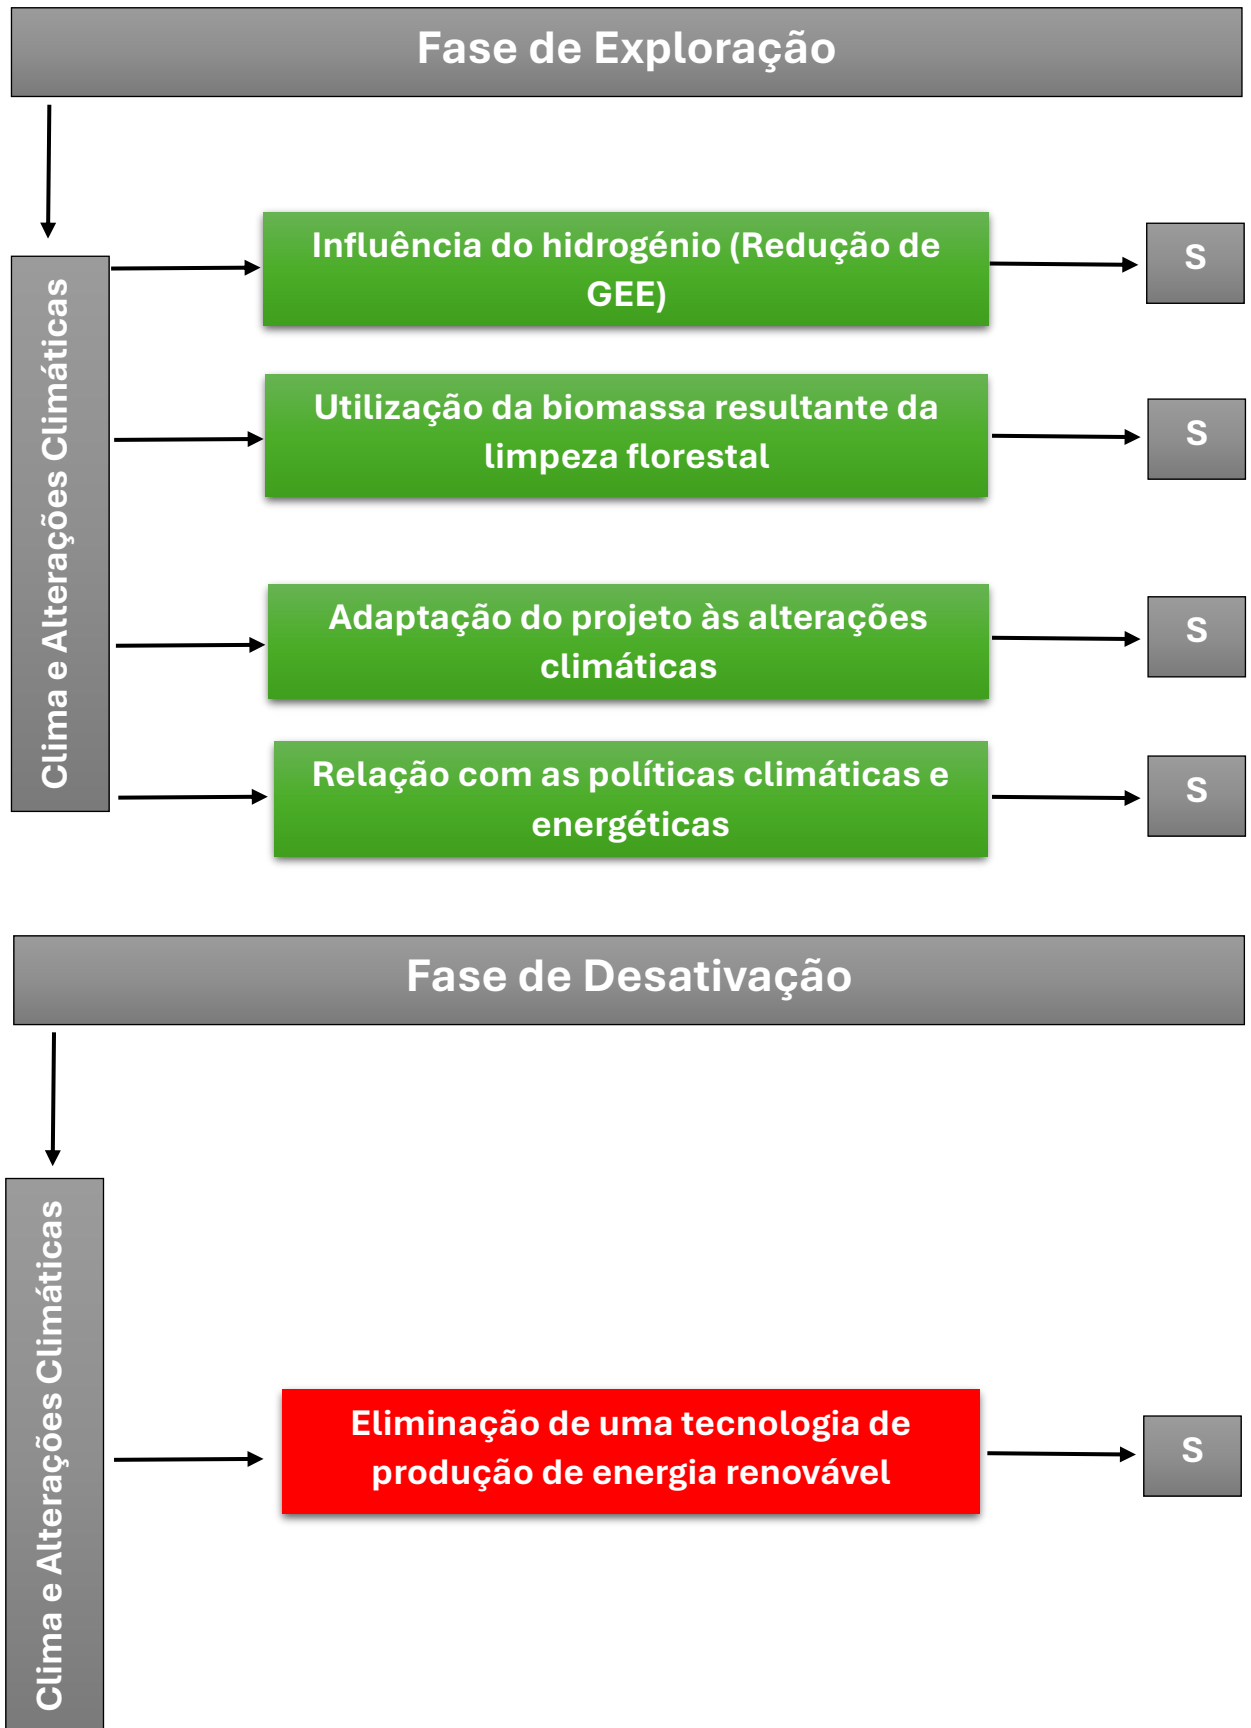 Fase de Exploração
Clima e Alterações Climáticas
Influência do hidrogénio (Redução de
GEE)
S
Utilização da biomassa resultante da
limpeza florestal
S
Adaptação do projeto às alterações
climáticas
S
Relação com as políticas climáticas e
energéticas
S
Fase de Desativação
Clima e Alterações Climáticas
Eliminação de uma tecnologia de
produção de energia renovável
S